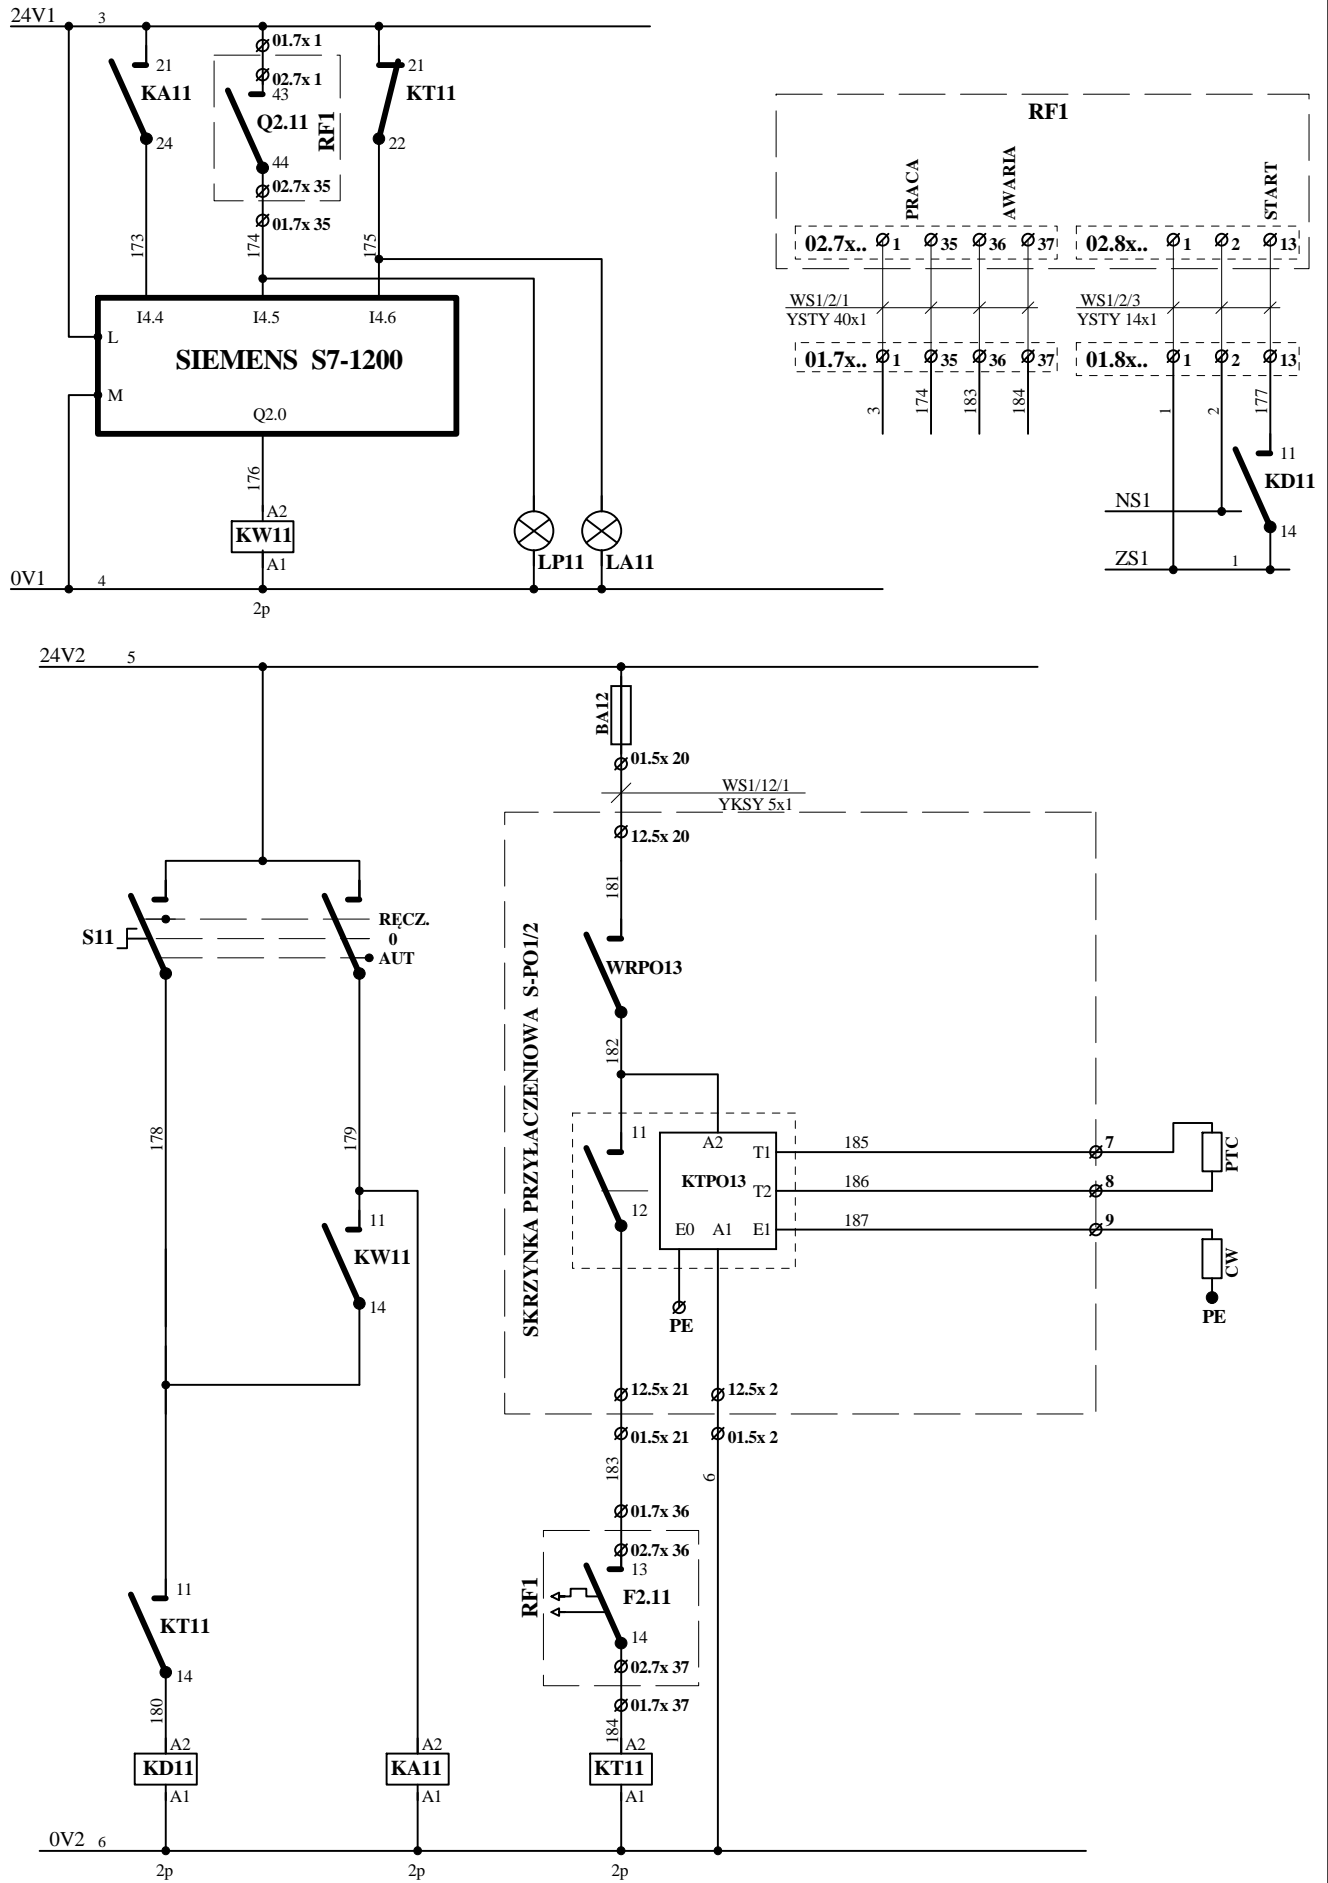 24V1 3
01.7x 1
02.7x 1
21
KA11
24
43
Q2.11
44
RF1
21
KT11
22
02.7x 35
01.7x 35
173
174
175
I4.4 I4.5 I4.6
L
SIEMENS S7-1200
M
Q2.0
176
A2
KW11
A1
LP11
LA11
0V1 4
2p
RF1
PRACA
AWARIA
START
02.7x.. 1 35 36 37
02.8x.. 1 2 13
WS1/2/1
YSTY 40x1
WS1/2/3
YSTY 14x1
01.7x.. 1 35 36 37
01.8x.. 1 2 13
3
174
183
184
1
2
177
11
KD11
14
NS1
ZS1 1
24V2 5
BA12
01.5x 20
WS1/12/1
YKSY 5x1
12.5x 20
181
S11
RĘCZ.
0
AUT
WRPO13
SKRZYNKA PRZYŁACZENIOWA S-PO1/2
182
178
179
11
KW11
14
11
12
A2
T1
KTPO13
T2
E0 A1 E1
185
186
187
7
8
9
PTC
CW
PE
PE
12.5x 21
12.5x 2
01.5x 21
01.5x 2
183
6
01.7x 36
02.7x 36
13
RF1
F2.11
14
02.7x 37
01.7x 37
184
11
KT11
14
180
A2
KD11
A1
A2
KA11
A1
A2
KT11
A1
0V2 6
2p
2p
2p